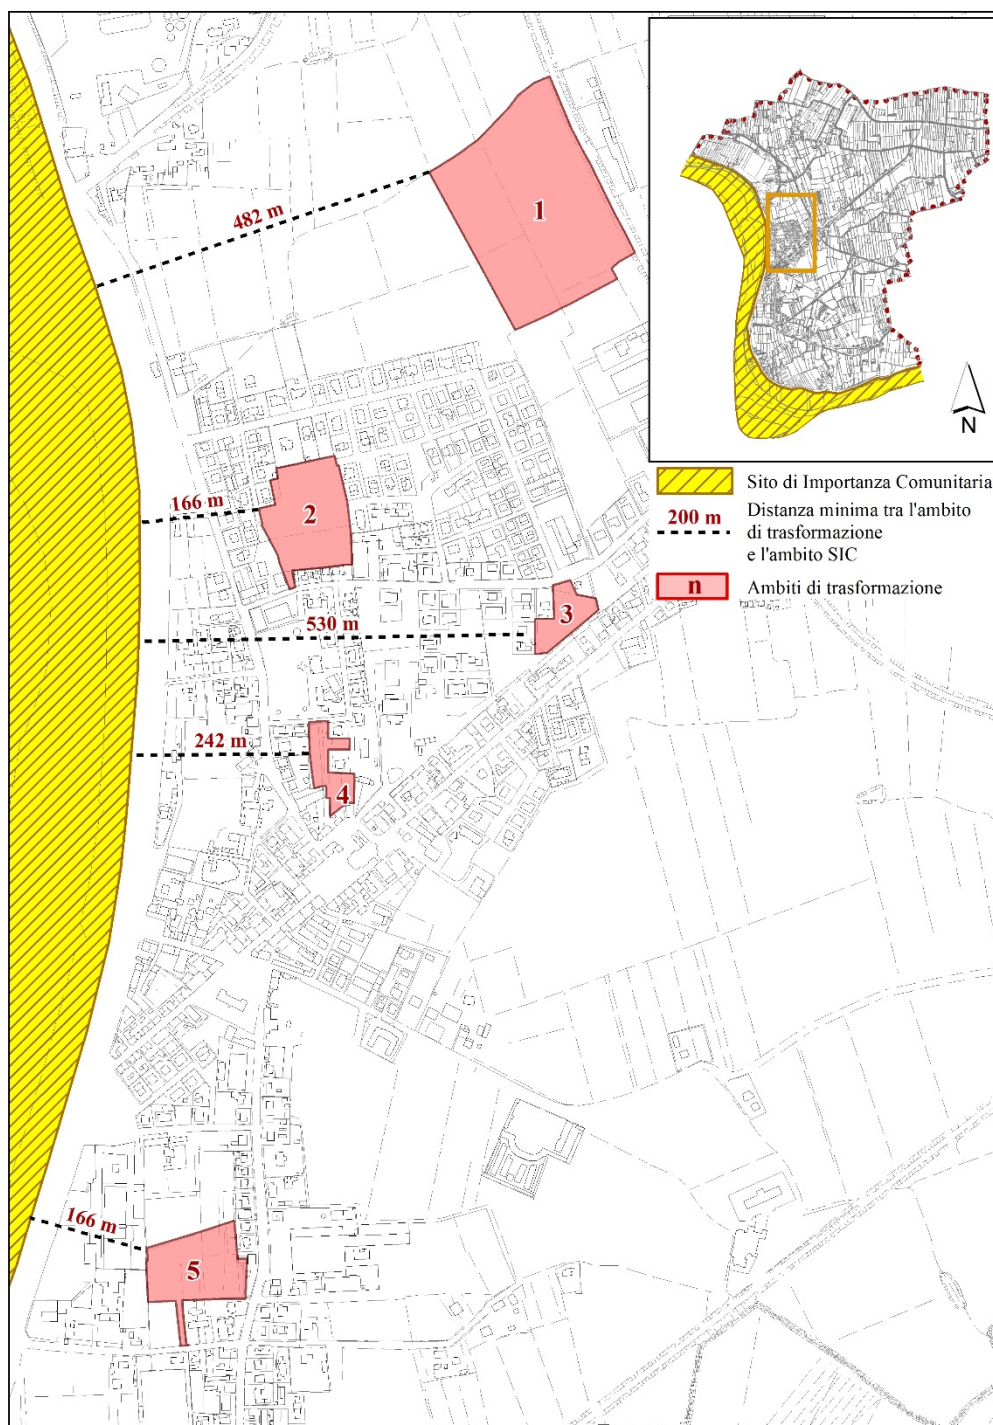 1
482 m
N
Sito di Importanza Comunitaria
200 m
Distanza minima tra l'ambito
di trasformazione
e l'ambito SIC
n
Ambiti di trasformazione
166 m
2
3
530 m
242 m
4
166 m
5